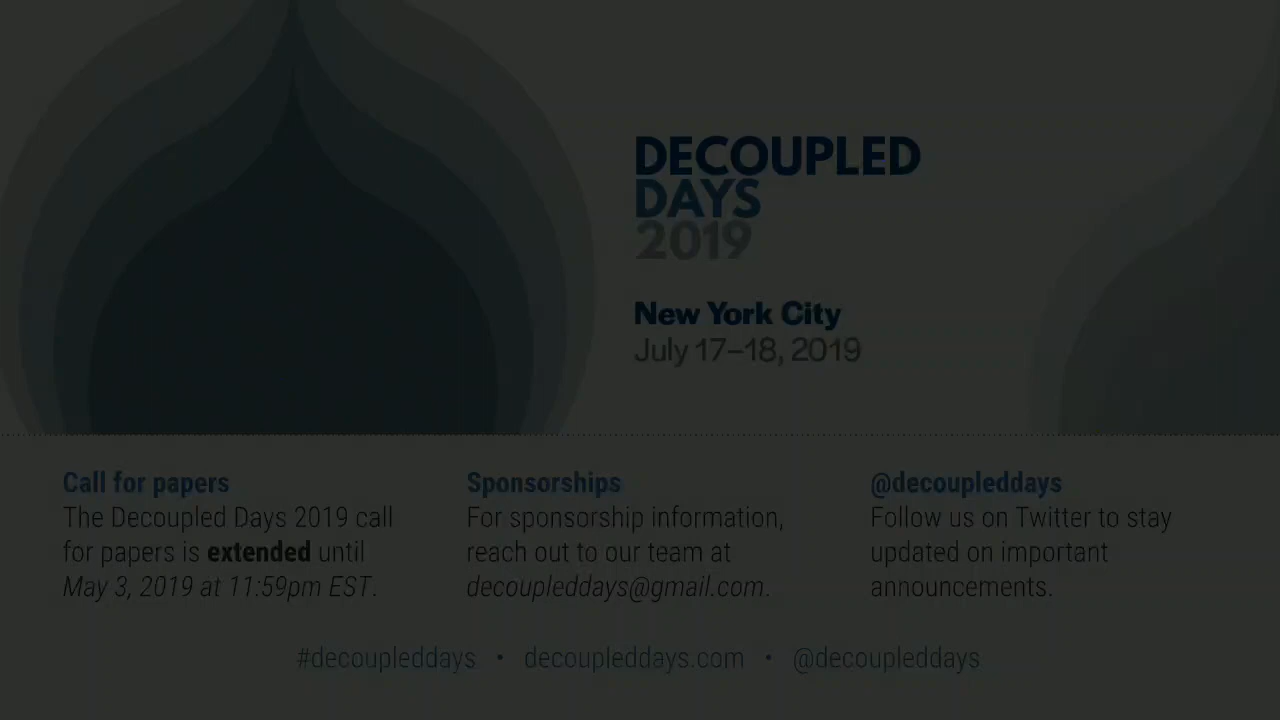 DECOUPLED
DAYS
2019
New York City
July 17–18, 2019
Call for papers
The Decoupled Days 2019 call
for papers is extended until
May 3, 2019 at 11:59pm EST.
Sponsorships
For sponsorship information,
reach out to our team at
decoupleddays@gmail.com.
@decoupleddays
Follow us on Twitter to stay
updated on important
announcements.
#decoupleddays • decoupleddays.com • @decoupleddays